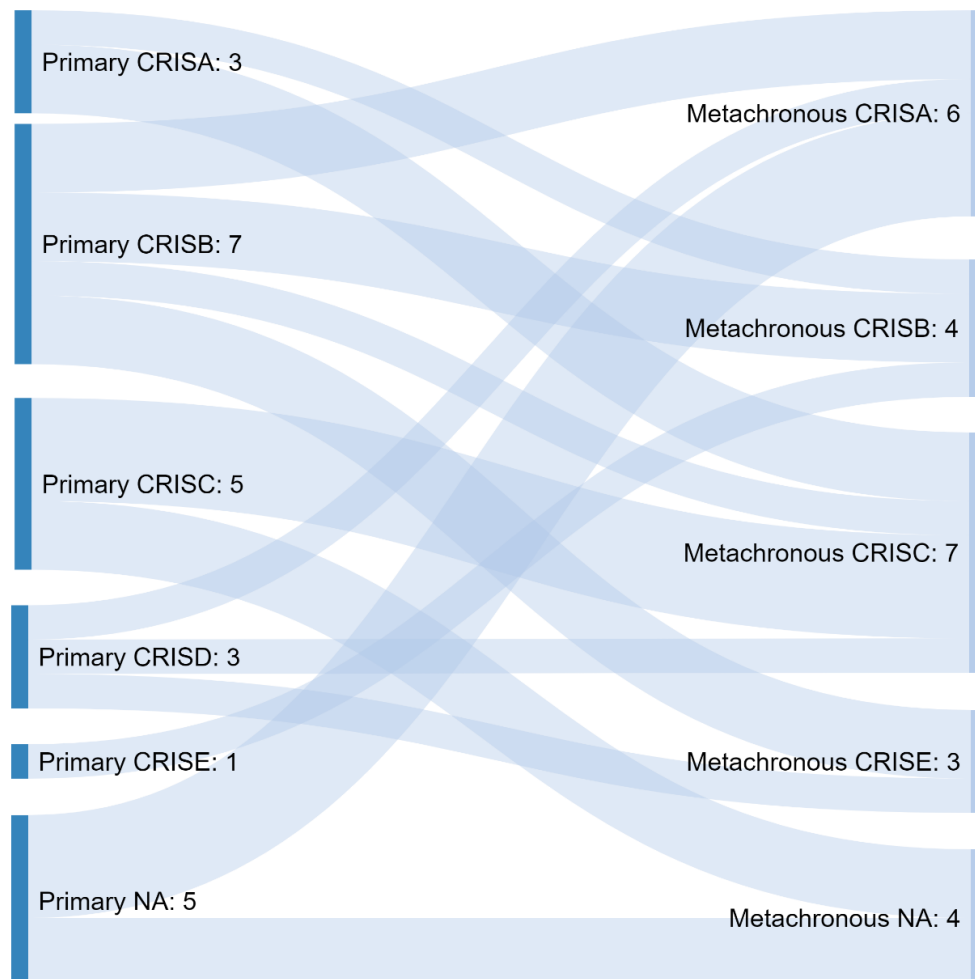 Primary CRISA: 3
Primary CRISB: 7
Primary CRISC: 5
Primary CRISD: 3
Primary CRISE: 1
Primary NA: 5
Metachronous CRISA: 6
Metachronous CRISB: 4
Metachronous CRISC: 7
Metachronous CRISE: 3
Metachronous NA: 4